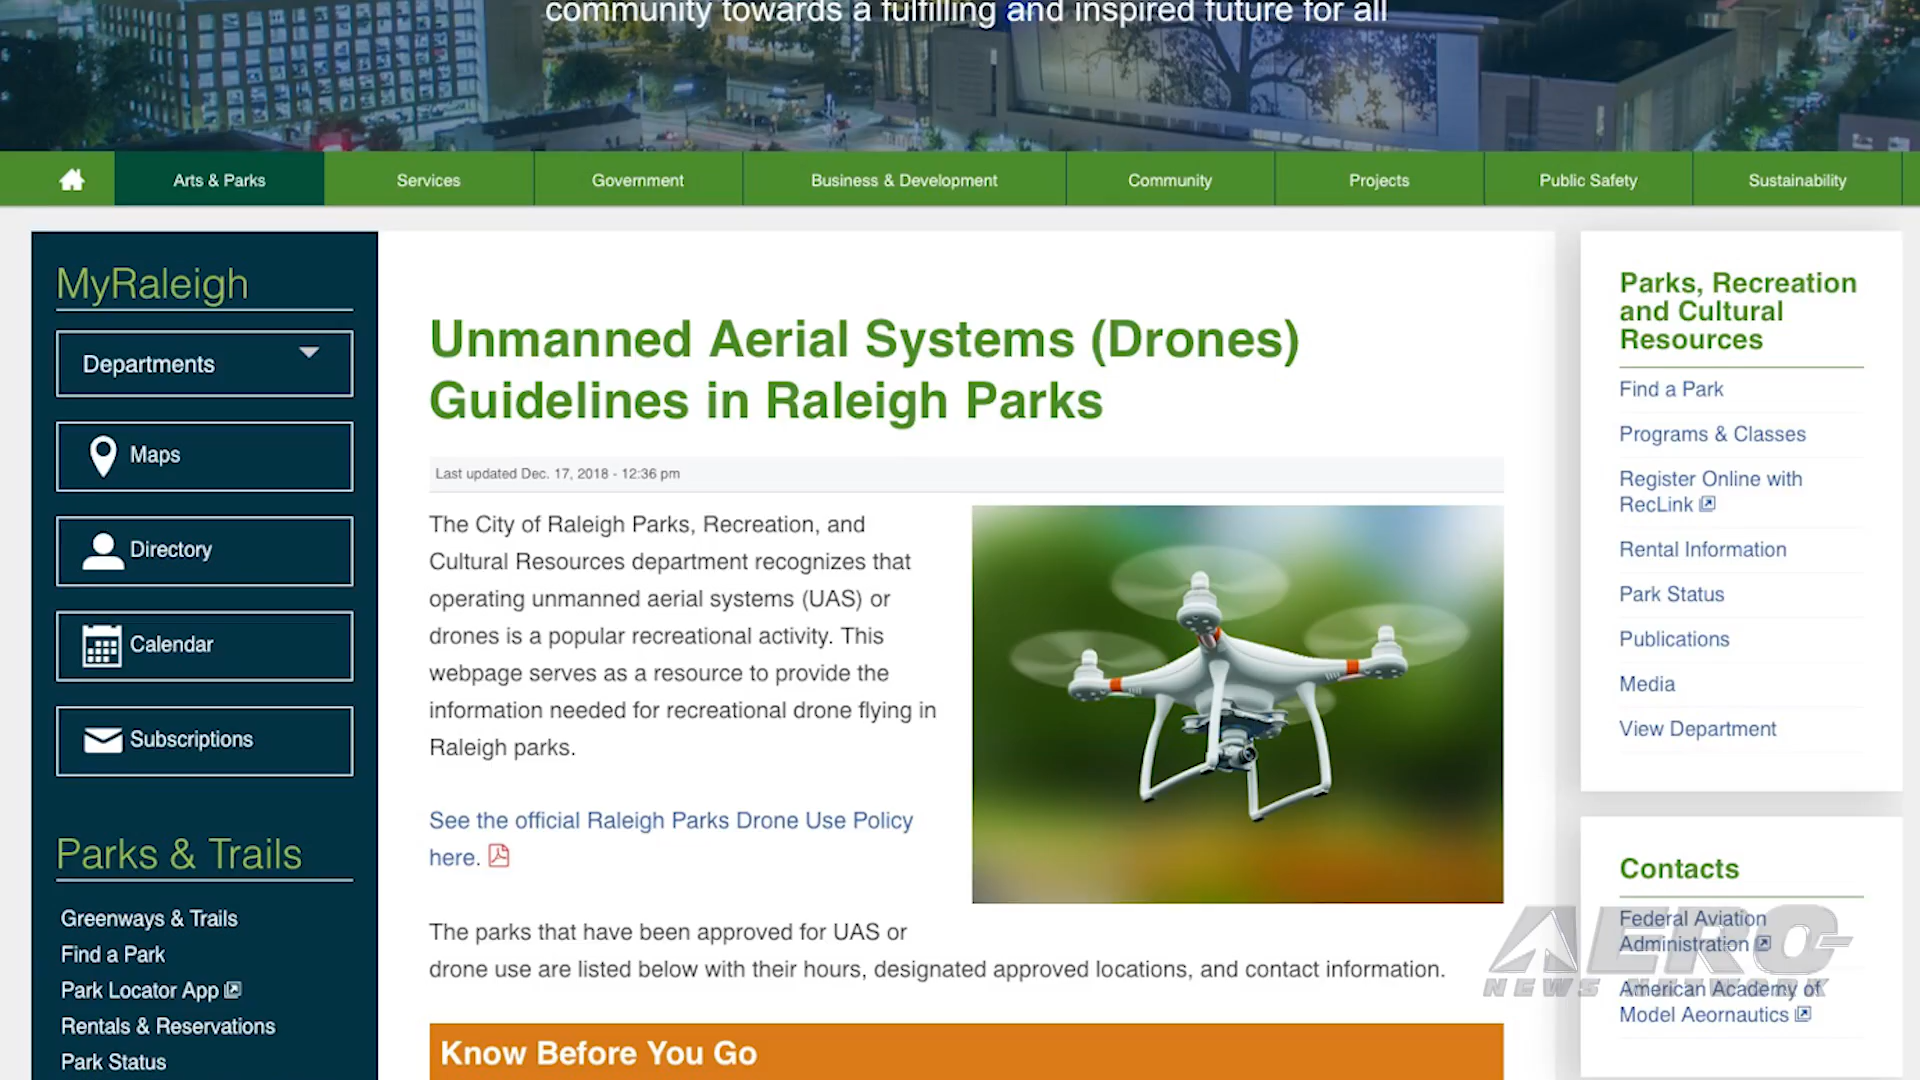 community towards a fulfilling and inspired future for all
Arts & Parks
Services
Government
Business & Development
Community
Projects
Public Safety
Sustainability
MyRaleigh
Departments
Maps
Directory
Calendar
Subscriptions
Parks & Trails
Greenways & Trails
Find a Park
Park Locator App
Rentals & Reservations
Park Status
Unmanned Aerial Systems (Drones)
Guidelines in Raleigh Parks
Last updated Dec. 17, 2018 - 12:36 pm
The City of Raleigh Parks, Recreation, and
Cultural Resources department recognizes that
operating unmanned aerial systems (UAS) or
drones is a popular recreational activity. This
webpage serves as a resource to provide the
information needed for recreational drone flying in
Raleigh parks.
See the official Raleigh Parks Drone Use Policy
here.
The parks that have been approved for UAS or
drone use are listed below with their hours, designated approved locations, and contact information.
Know Before You Go
Parks, Recreation
and Cultural
Resources
Find a Park
Programs & Classes
Register Online with
RecLink
Rental Information
Park Status
Publications
Media
View Department
Contacts
Federal Aviation
Administration
American Academy of
Model Aeornautics
AERO-
NEWS NETWORK